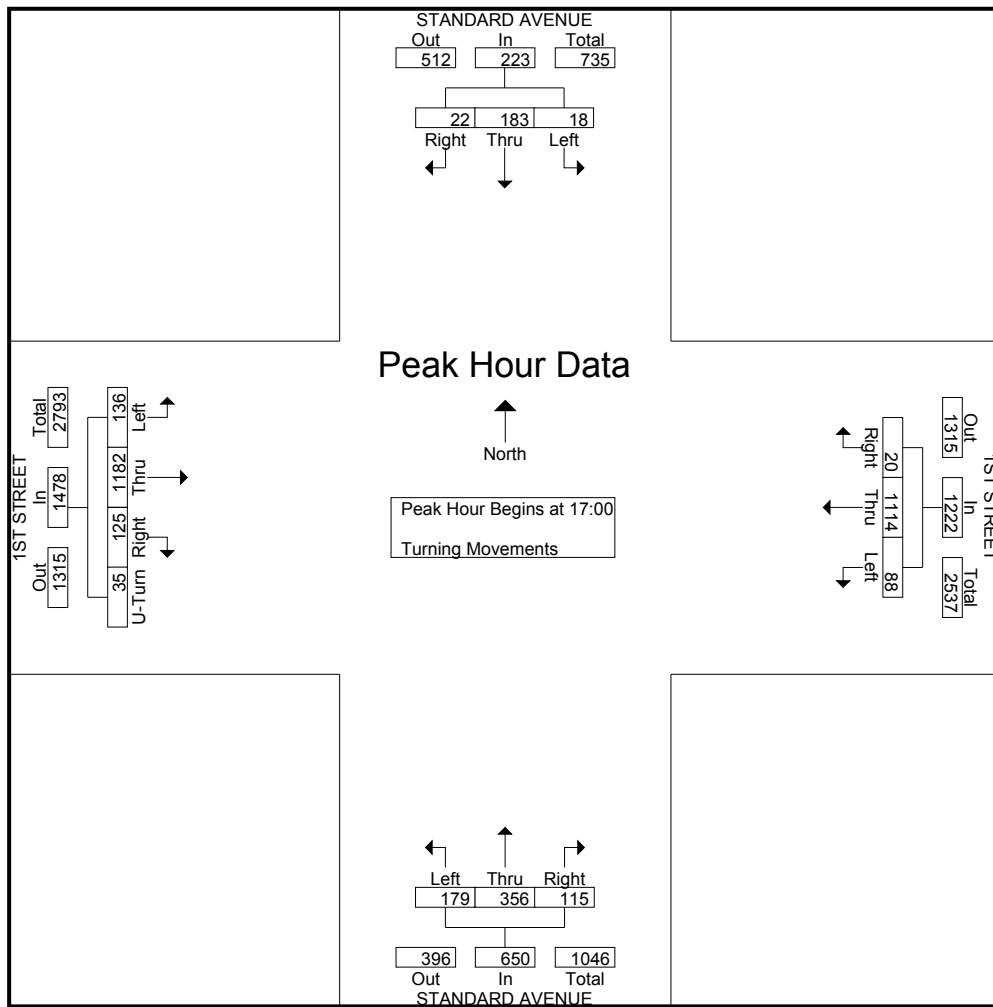 STANDARD AVENUE
Out In Total
512 223 735
22 183 18
Right Thru Left
Peak Hour Data
North
Peak Hour Begins at 17:00
Turning Movements
1ST STREET
Out In Total
1315 1478 2793
U-Turn Right Thru Left
35 125 1182 136
1ST STREET
Out In Total
1315 1222 2537
Right Thru Left
20 1114 88
Left Thru Right
179 356 115
396 650 1046
Out In Total
STANDARD AVENUE